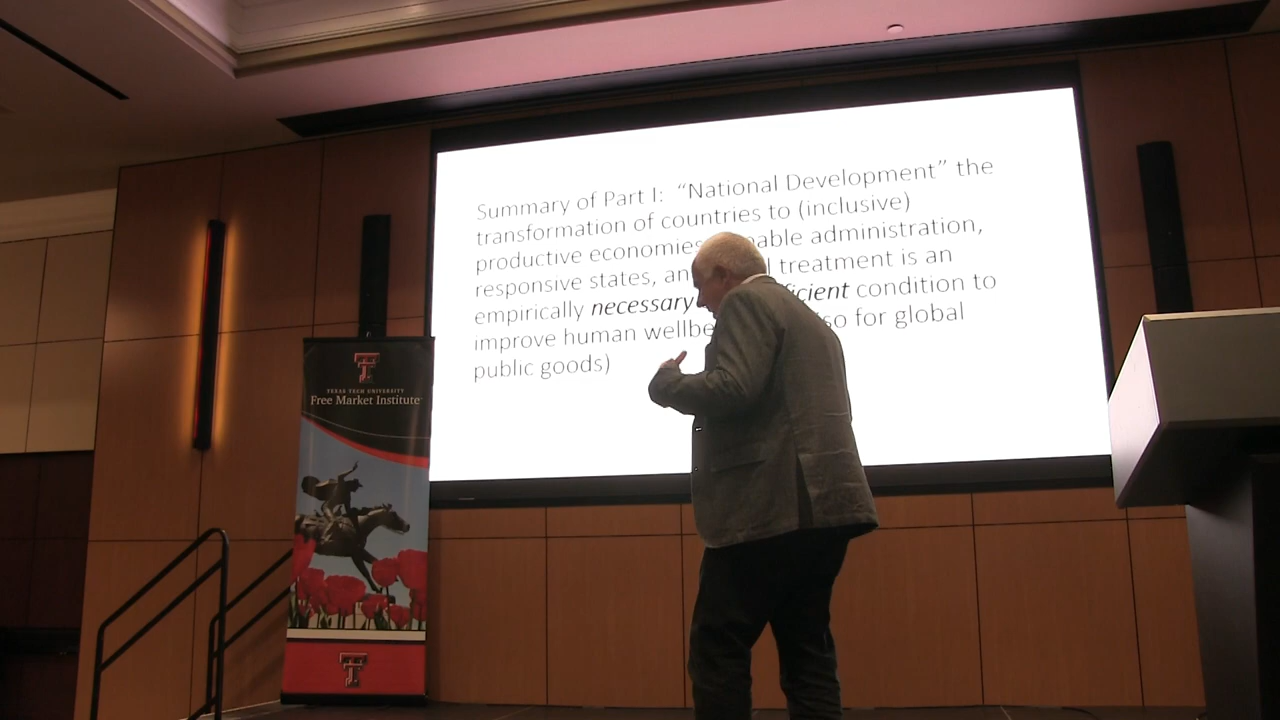 Summary of Part I: “National Development” the
transformation of countries to (inclusive)
productive economies, able administration,
responsive states, an treatment is an
empirically necessary condition to
improve human wellbe so for global
public goods)
TEXAS TECH UNIVERSITY
Free Market Institute